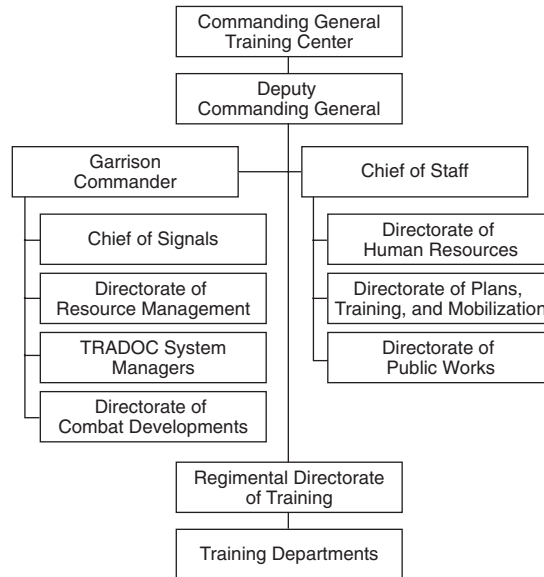 Commanding General
Training Center
Deputy
Commanding General
Garrison
Commander
Chief of Staff
Chief of Signals
Directorate of
Resource Management
TRADOC System
Managers
Directorate of
Combat Developments
Directorate of
Human Resources
Directorate of Plans,
Training, and Mobilization
Directorate of
Public Works
Regimental Directorate
of Training
Training Departments